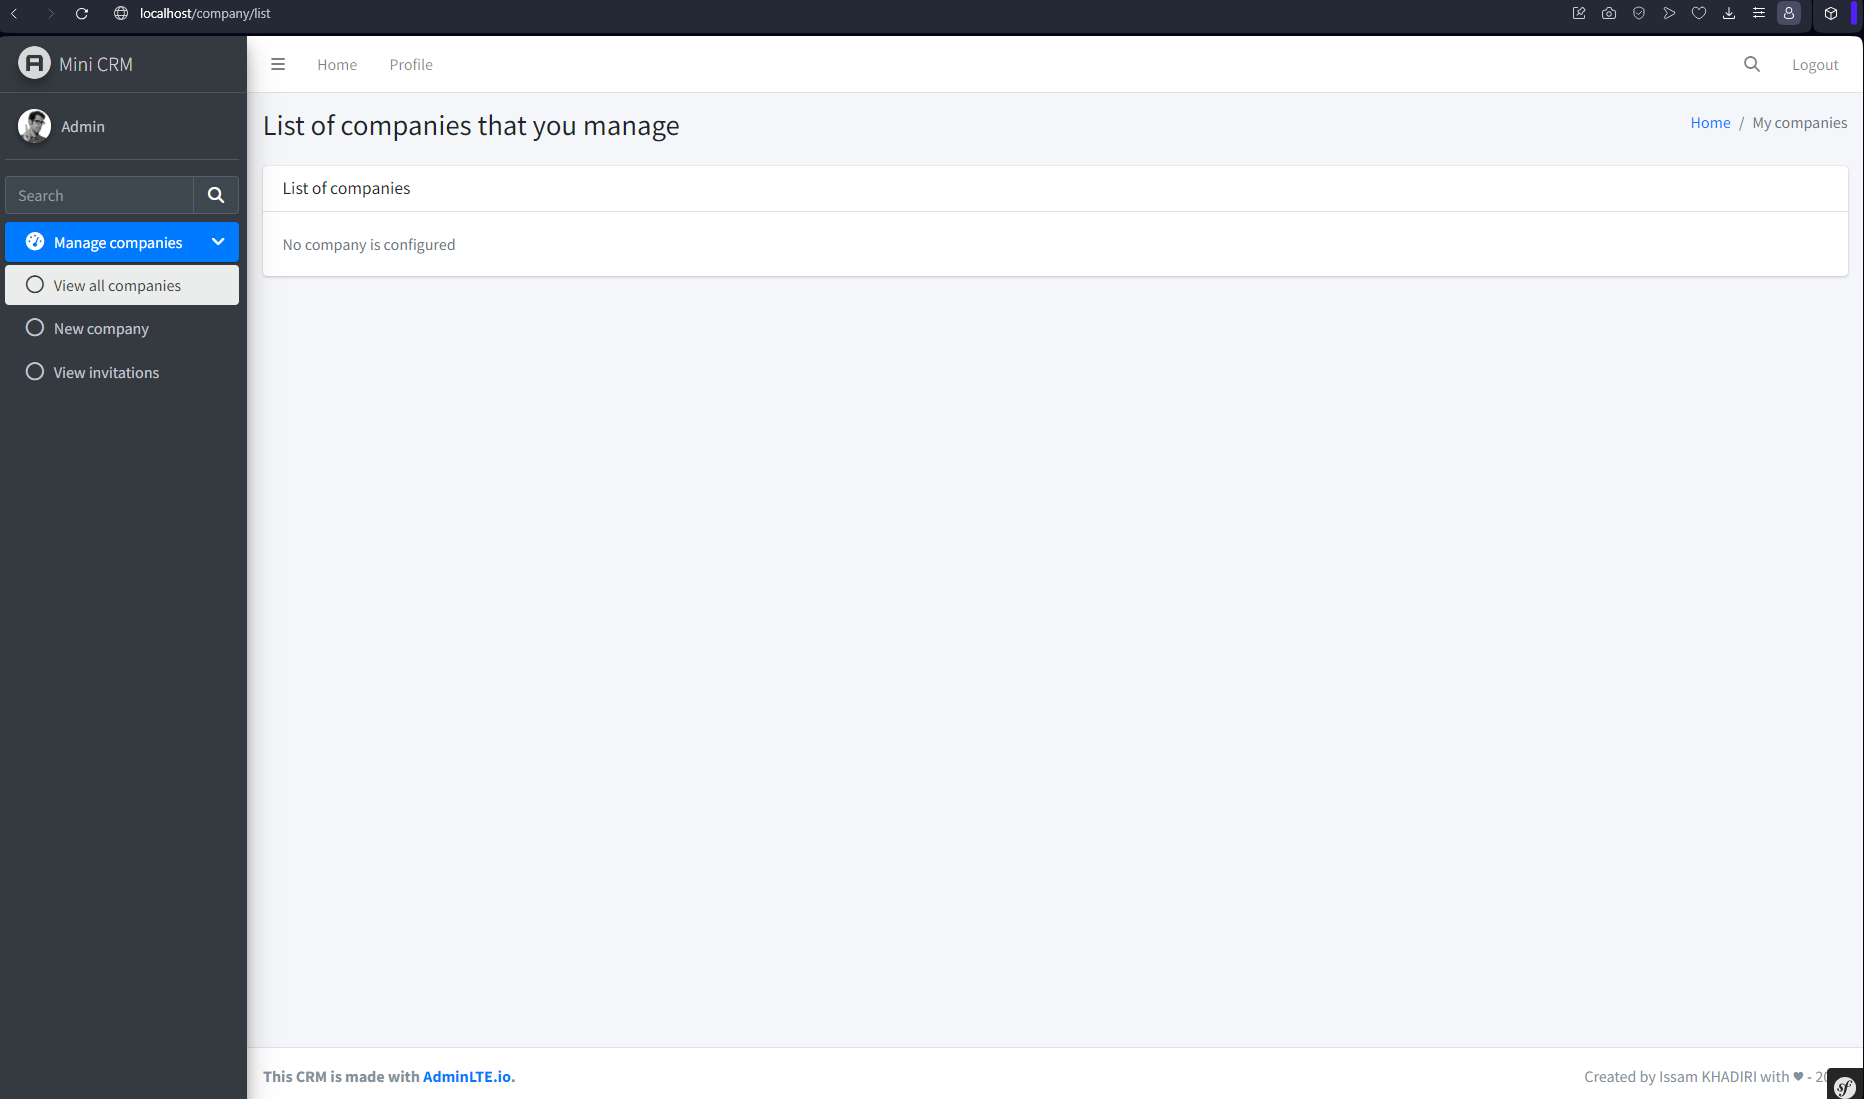 localhost/company/list
Mini CRM
Home
Profile
Logout
Admin
List of companies that you manage
Home / My companies
Search
List of companies
Manage companies
No company is configured
View all companies
New company
View invitations
This CRM is made with AdminLTE.io.
Created by Issam KHADIRI with ♥ -
sf